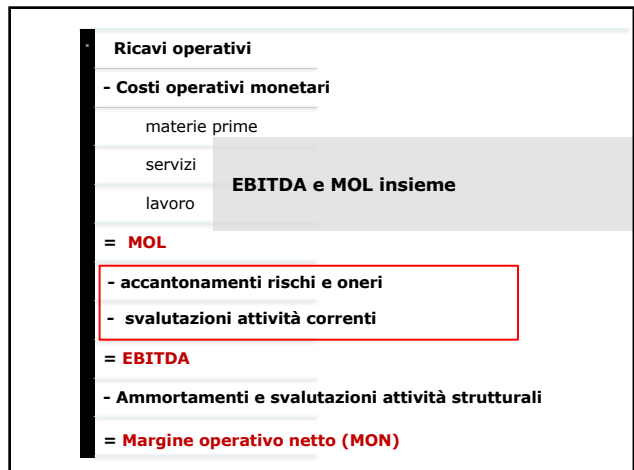 Ricavi operativi
- Costi operativi monetari
materie prime
servizi
EBITDA e MOL insieme
lavoro
= MOL
- accantonamenti rischi e oneri
- svalutazioni attività correnti
= EBITDA
- Ammortamenti e svalutazioni attività strutturali
= Margine operativo netto (MON)